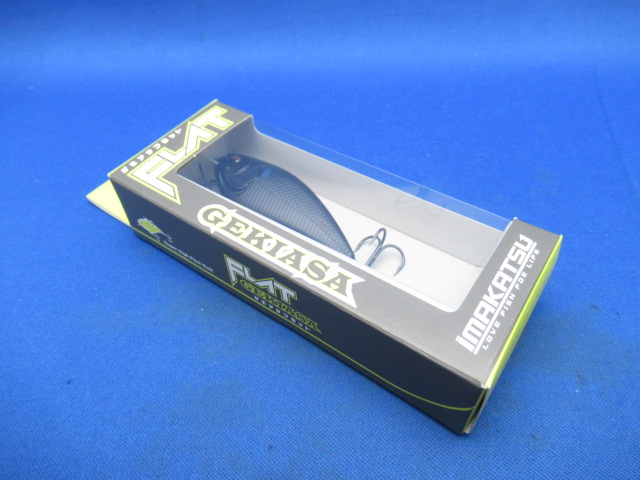 FLAT
GEKIASA
IMAKATSU
LOVE FISH FOR LIFE
FLAT
GEKIASA